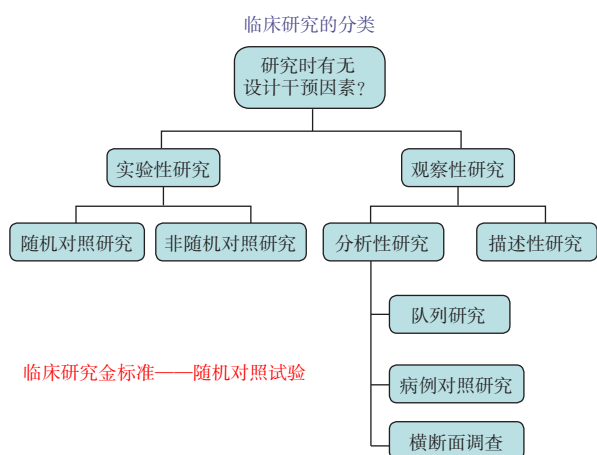 临床研究的分类
研究时有无
设计干预因素？
实验性研究
观察性研究
随机对照研究
非随机对照研究
分析性研究
描述性研究
队列研究
临床研究金标准——随机对照试验
病例对照研究
横断面调查